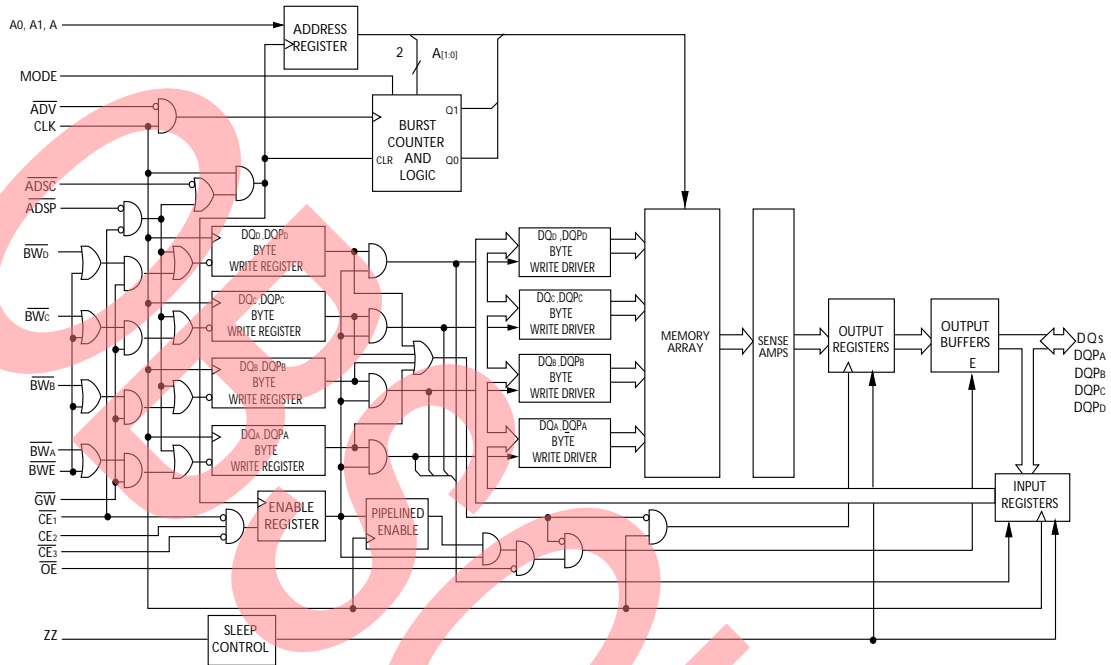 A0, A1, A
ADDRESS
REGISTER
2 A[1:0]
MODE
ADV
CLK
BURST
COUNTER
AND
LOGIC
CLR
Q1
Q0
ADSC
ADSP
BWD
BWC
BWB
BWA
BWE
GW
CE1
CE2
CE3
OE
ZZ
DQD ,DQPD
BYTE
WRITE REGISTER
DQC ,DQPC
BYTE
WRITE REGISTER
DQB ,DQPB
BYTE
WRITE REGISTER
DQA ,DQPA
BYTE
WRITE REGISTER
ENABLE
REGISTER
PIPELINED
ENABLE
SLEEP
CONTROL
DQD ,DQPD
BYTE
WRITE DRIVER
DQC ,DQPC
BYTE
WRITE DRIVER
DQB ,DQPB
BYTE
WRITE DRIVER
DQA ,DQPA
BYTE
WRITE DRIVER
MEMORY
ARRAY
SENSE
AMPS
OUTPUT
REGISTERS
OUTPUT
BUFFERS
E
DQs
DQPA
DQPB
DQPC
DQPD
INPUT
REGISTERS